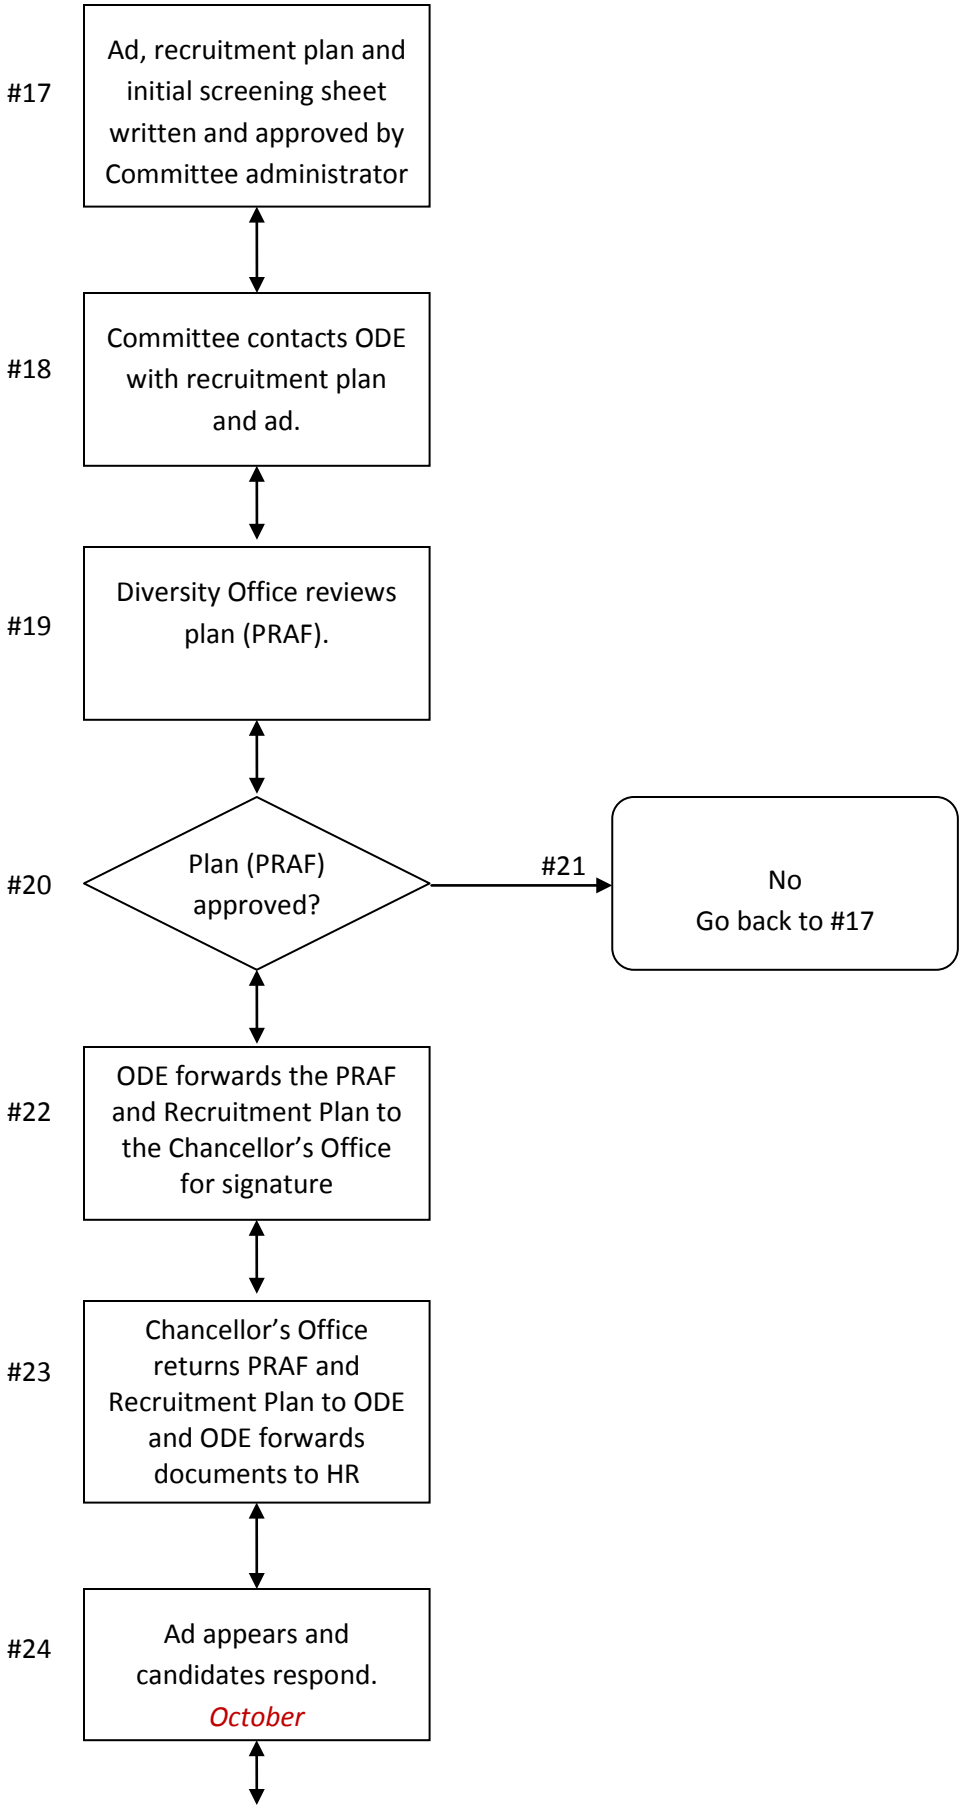 #17
Ad, recruitment plan and
initial screening sheet
written and approved by
Committee administrator
#18
Committee contacts ODE
with recruitment plan
and ad.
#19
Diversity Office reviews
plan (PRAF).
#20
Plan (PRAF)
approved?
#21
No
Go back to #17
#22
ODE forwards the PRAF
and Recruitment Plan to
the Chancellor’s Office
for signature
#23
Chancellor’s Office
returns PRAF and
Recruitment Plan to ODE
and ODE forwards
documents to HR
#24
Ad appears and
candidates respond.
October